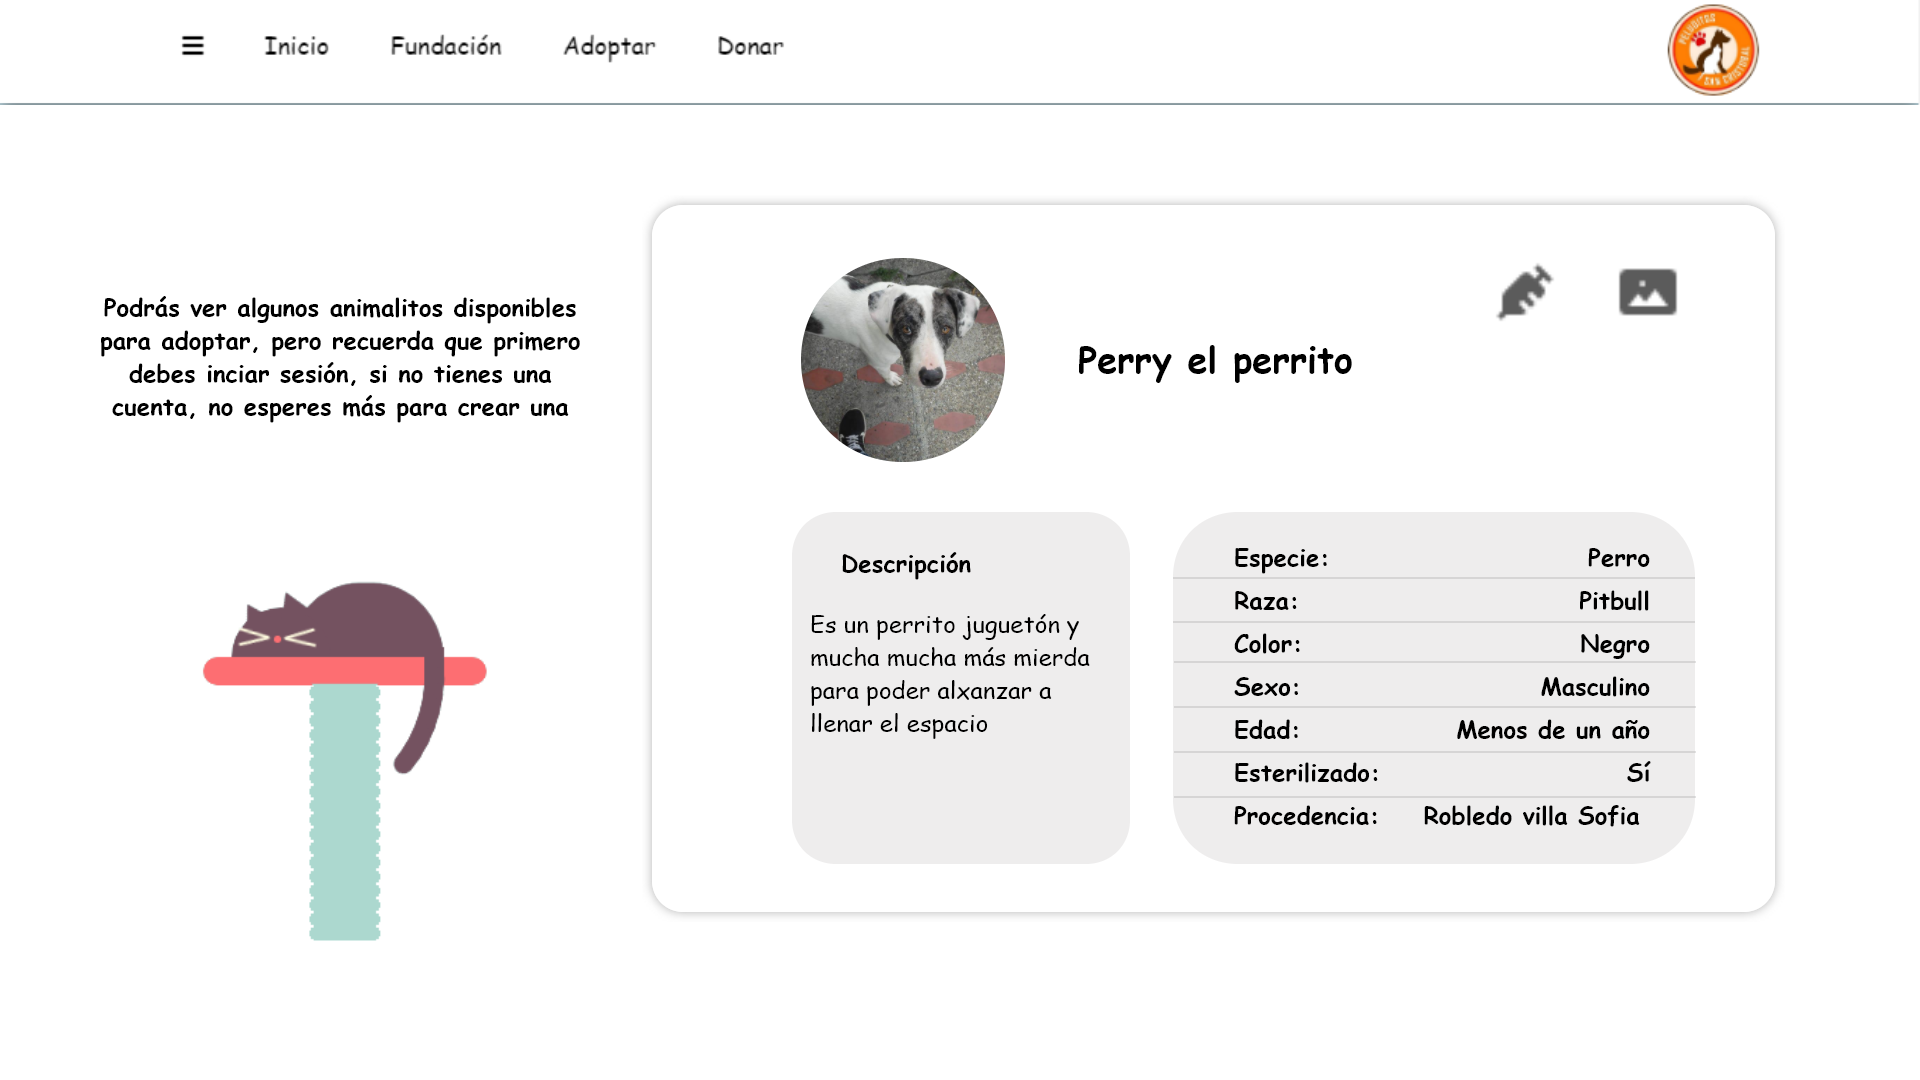 Inicio Fundación Adoptar Donar
PELUDITOS
SAN CRISTOBAL
Podrás ver algunos animalitos disponibles
para adoptar, pero recuerda que primero
debes inciar sesión, si no tienes una
cuenta, no esperes más para crear una
Perry el perrito
Descripción
Es un perrito juguetón y
mucha mucha más mierda
para poder alxanzar a
llenar el espacio
Especie: Perro
Raza: Pitbull
Color: Negro
Sexo: Masculino
Edad: Menos de un año
Esterilizado: Sí
Procedencia: Robledo villa Sofia